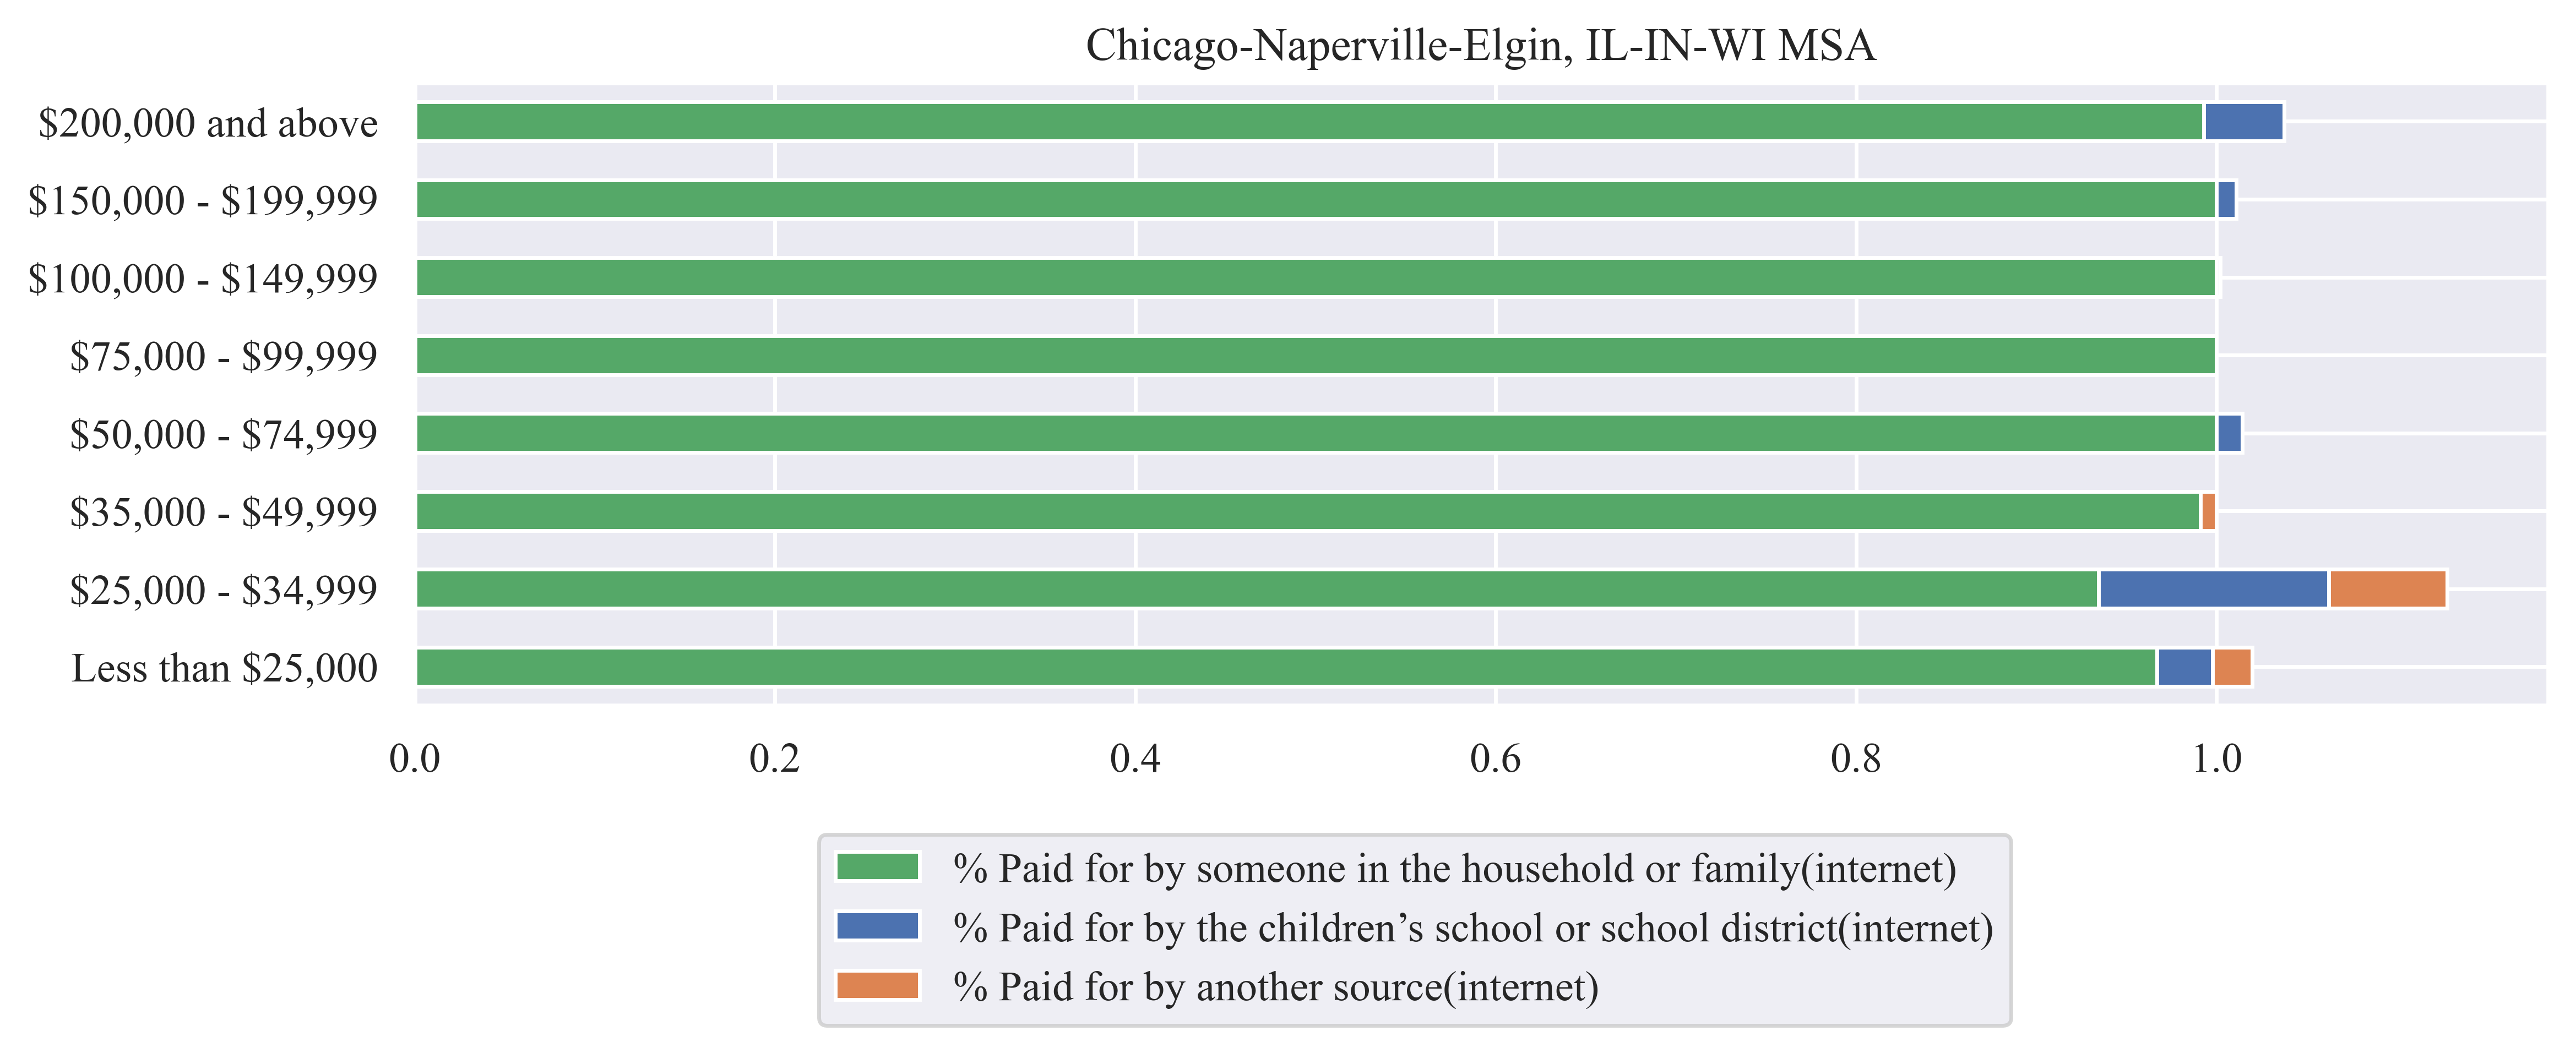 Chicago-Naperville-Elgin, IL-IN-WI MSA
$200,000 and above
$150,000 - $199,999
$100,000 - $149,999
$75,000 - $99,999
$50,000 - $74,999
$35,000 - $49,999
$25,000 - $34,999
Less than $25,000
0.0 0.2 0.4 0.6 0.8 1.0
% Paid for by someone in the household or family(internet)
% Paid for by the children’s school or school district(internet)
% Paid for by another source(internet)